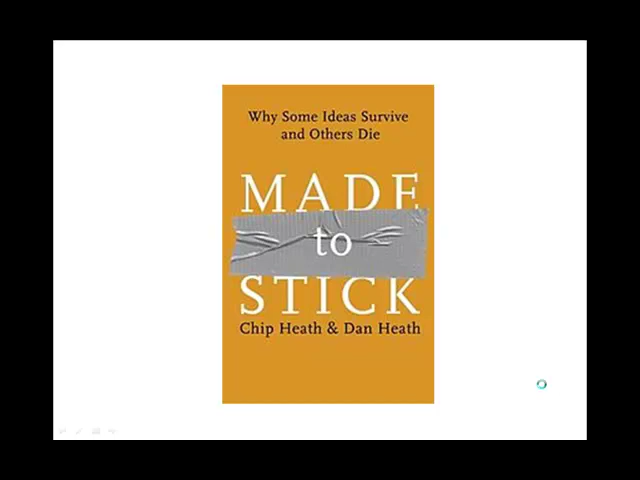 Why Some Ideas Survive
and Others Die
MADE
to
STICK
Chip Heath & Dan Heath